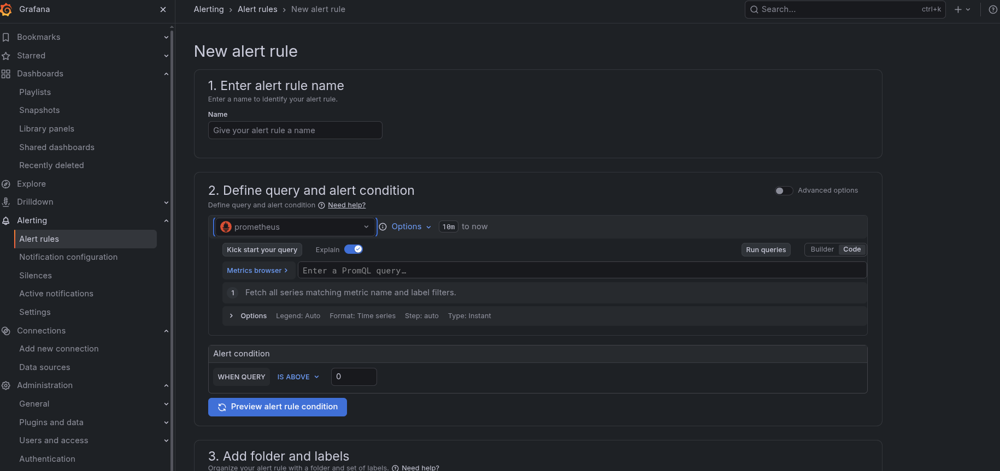 Grafana
Alerting › Alert rules › New alert rule
Search...
ctrl+k
Bookmarks
Starred
Dashboards
Playlists
Snapshots
Library panels
Shared dashboards
Recently deleted
Explore
Drilldown
Alerting
Alert rules
Notification configuration
Silences
Active notifications
Settings
Connections
Add new connection
Data sources
Administration
General
Plugins and data
Users and access
Authentication
New alert rule
1. Enter alert rule name
Enter a name to identify your alert rule.
Name
Give your alert rule a name
2. Define query and alert condition
Advanced options
Define query and alert condition Need help?
prometheus
Options
10m to now
Kick start your query
Explain
Run queries
Builder
Code
Metrics browser
Enter a PromQL query…
1 Fetch all series matching metric name and label filters.
Options Legend: Auto Format: Time series Step: auto Type: Instant
Alert condition
WHEN QUERY IS ABOVE 0
Preview alert rule condition
3. Add folder and labels
Organize your alert rule with a folder and set of labels. Need help?